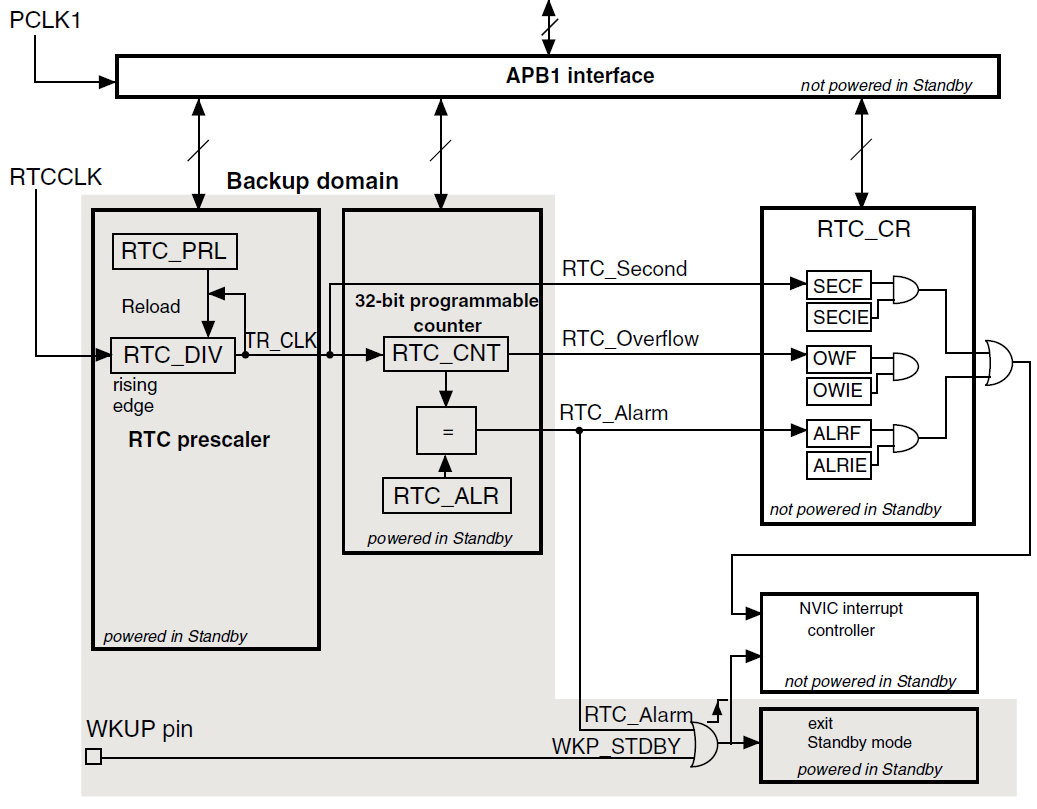 PCLK1
APB1 interface
not powered in Standby
RTCCLK
Backup domain
RTC_PRL
Reload
RTC_DIV
TR_CLK
rising
edge
RTC prescaler
powered in Standby
32-bit programmable
counter
RTC_CNT
=
RTC_ALR
powered in Standby
RTC_Second
RTC_Overflow
RTC_Alarm
RTC_CR
SECF
SECIE
OWF
OWIE
ALRF
ALRIE
not powered in Standby
NVIC interrupt
controller
not powered in Standby
WKUP pin
RTC_Alarm
WKP_STDBY
exit
Standby mode
powered in Standby